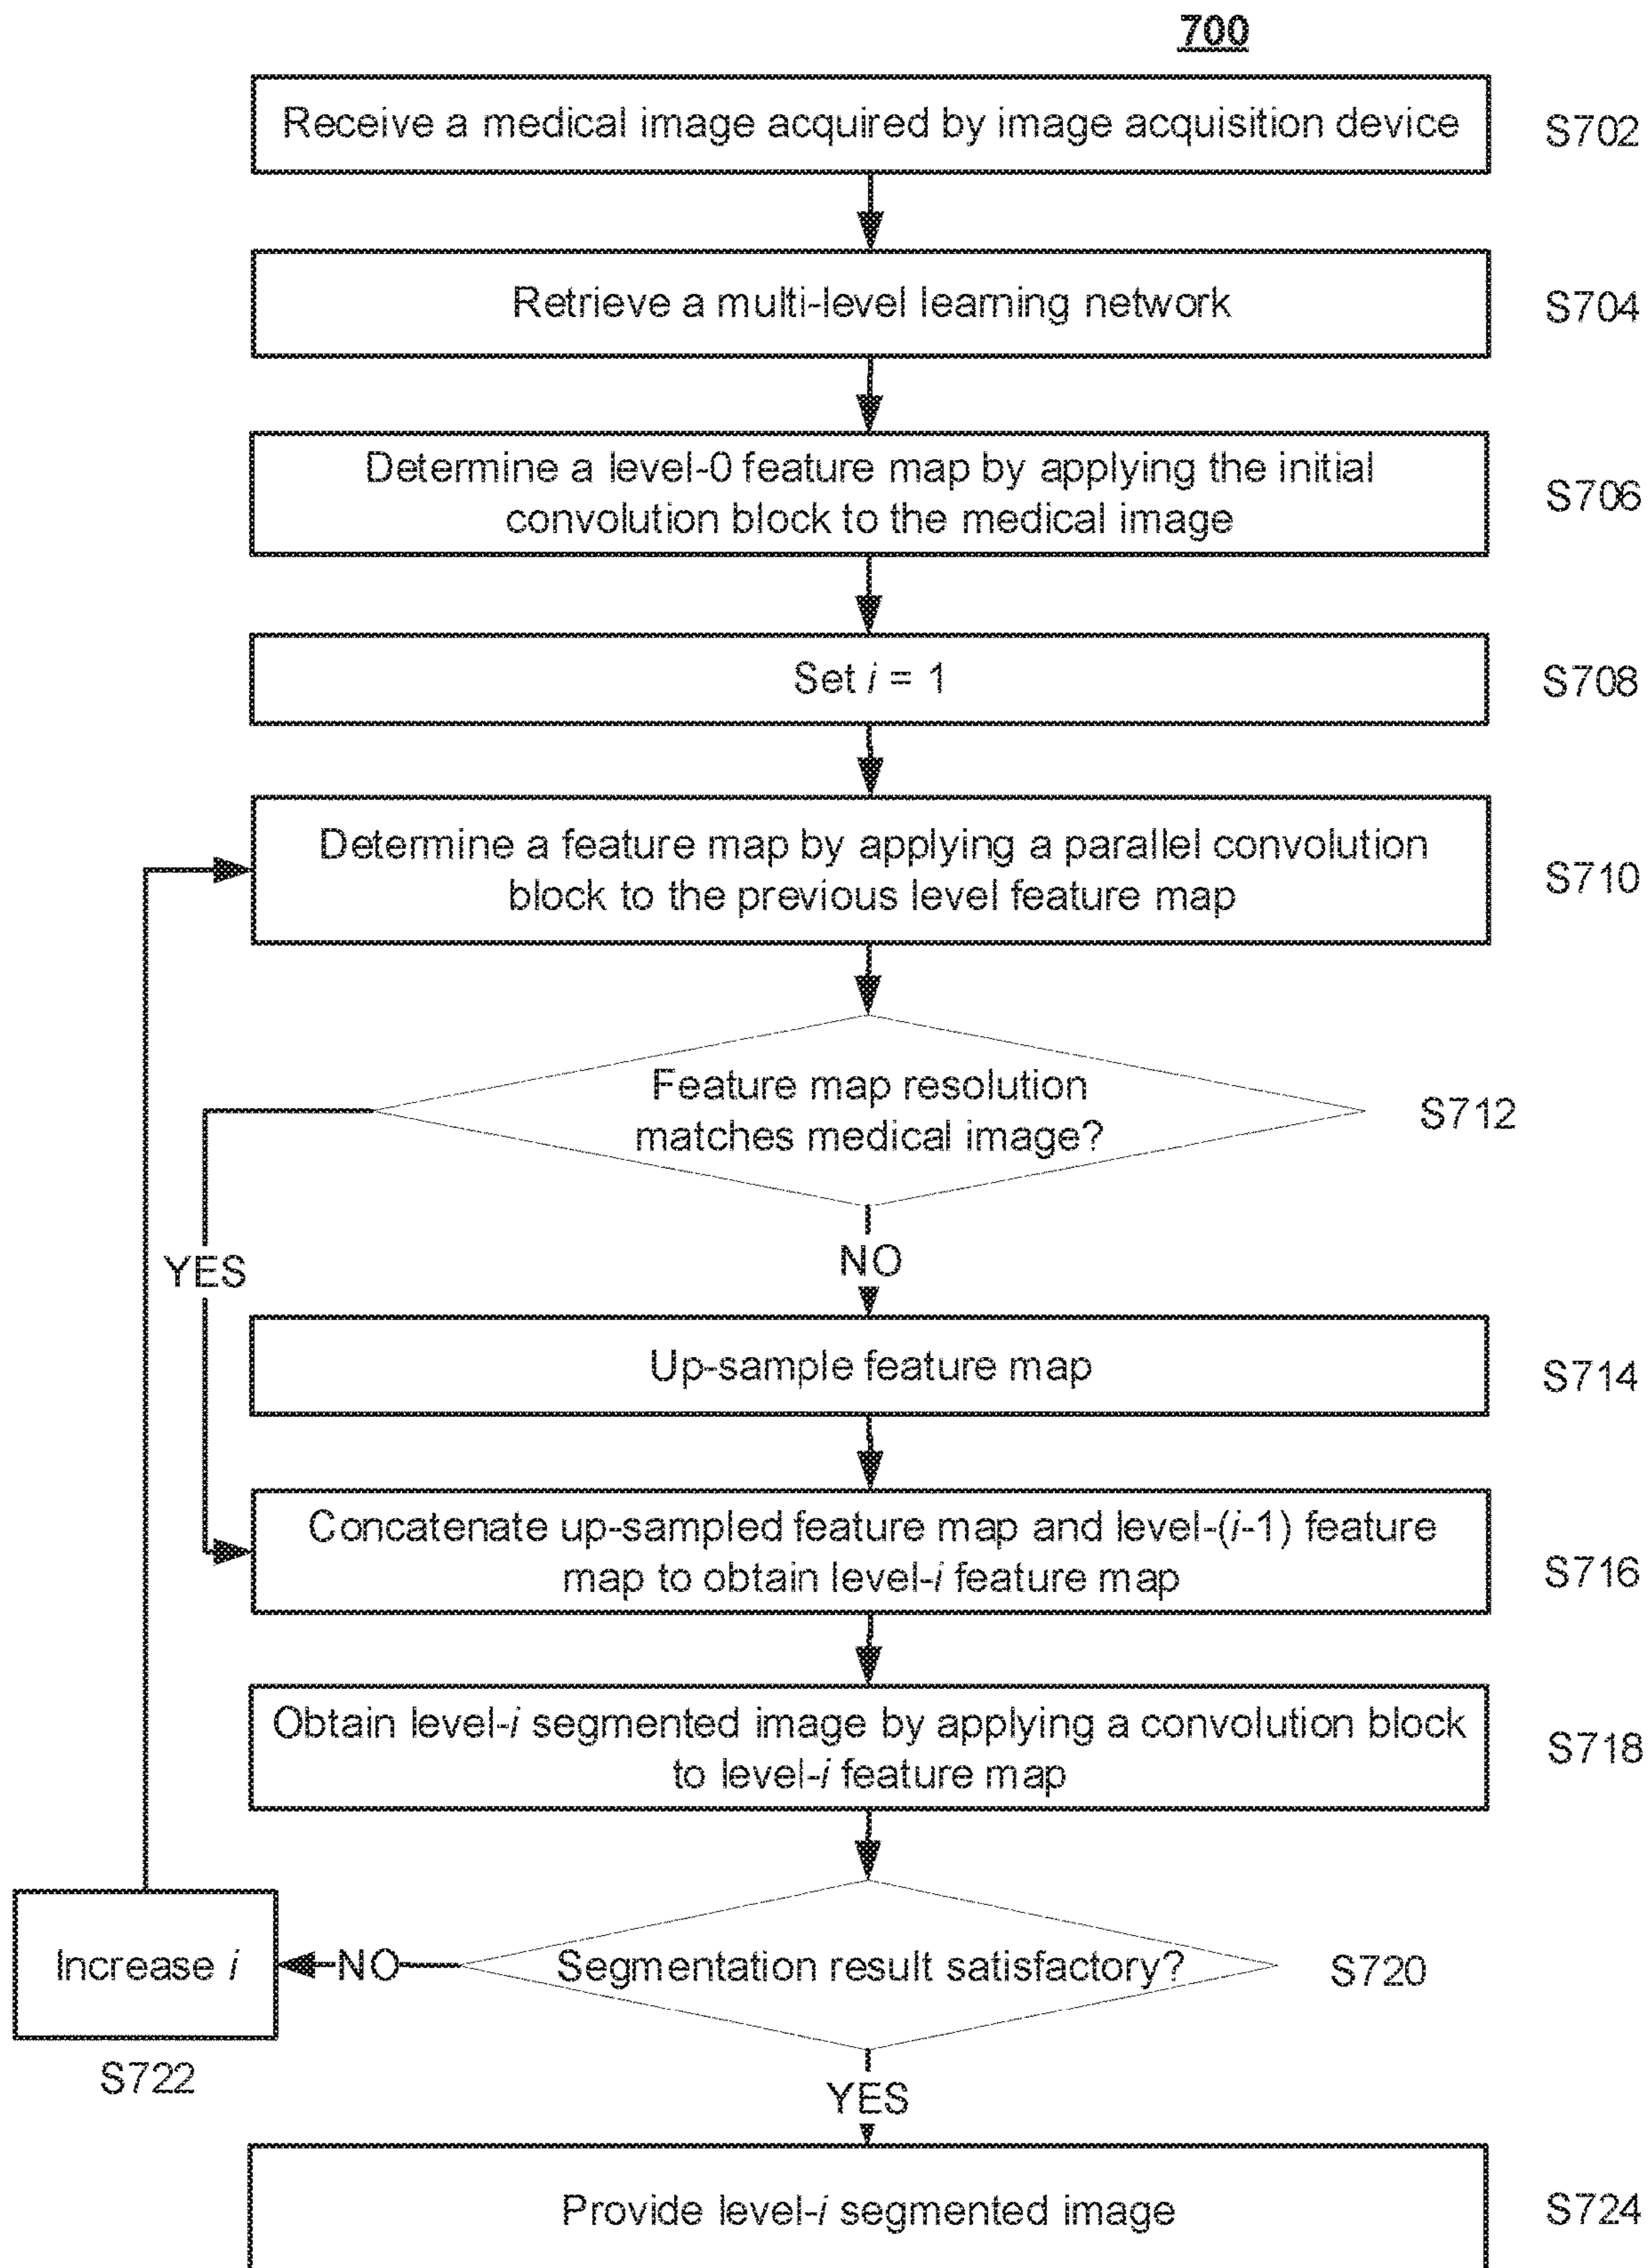 700
Receive a medical image acquired by image acquisition device
S702
Retrieve a multi-level learning network
S704
Determine a level-0 feature map by applying the initial
convolution block to the medical image
S706
Set i = 1
S708
Determine a feature map by applying a parallel convolution
block to the previous level feature map
S710
Feature map resolution
matches medical image?
S712
YES
NO
Up-sample feature map
S714
Concatenate up-sampled feature map and level-(i-1) feature
map to obtain level-i feature map
S716
Obtain level-i segmented image by applying a convolution block
to level-i feature map
S718
Increase i
NO
Segmentation result satisfactory?
S720
S722
YES
Provide level-i segmented image
S724